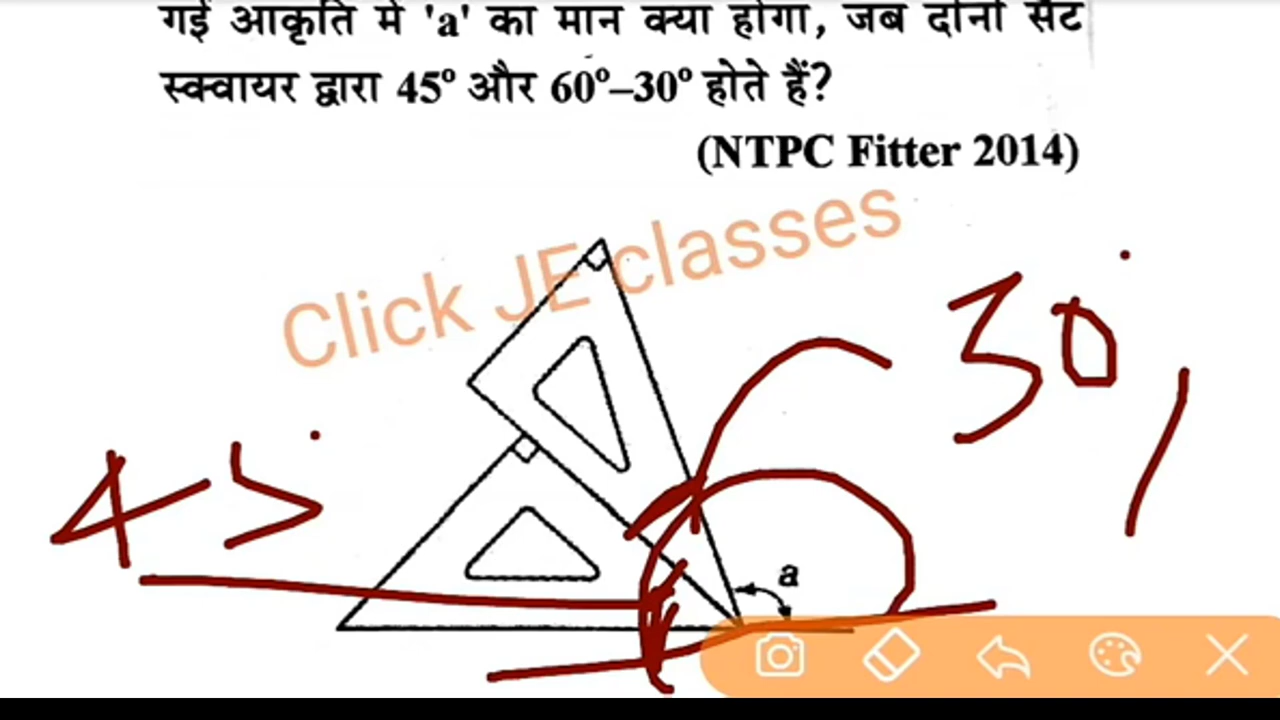 गई आकृति में 'a' का मान क्या होगा, जब दोनों सैट
स्क्वायर द्वारा 45° और 60°–30° होते हैं?
(NTPC Fitter 2014)
Click JE classes
30°,
45°
a